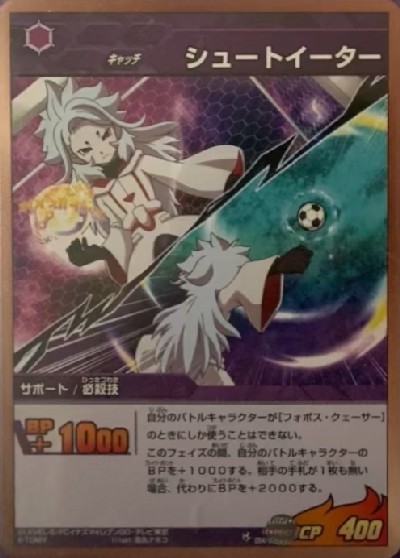 キャッチ
シュートイーター
サポート / 必殺技
ひっさつわざ
BP
+1000
自分のバトルキャラクターが[フォボス・クェーサー]
のときにしか使うことはできない。
このフェイズの間、自分のバトルキャラクターの
BPを+1000する。相手の手札が1枚も無い
場合、代わりにBPを+2000する。
CP 400